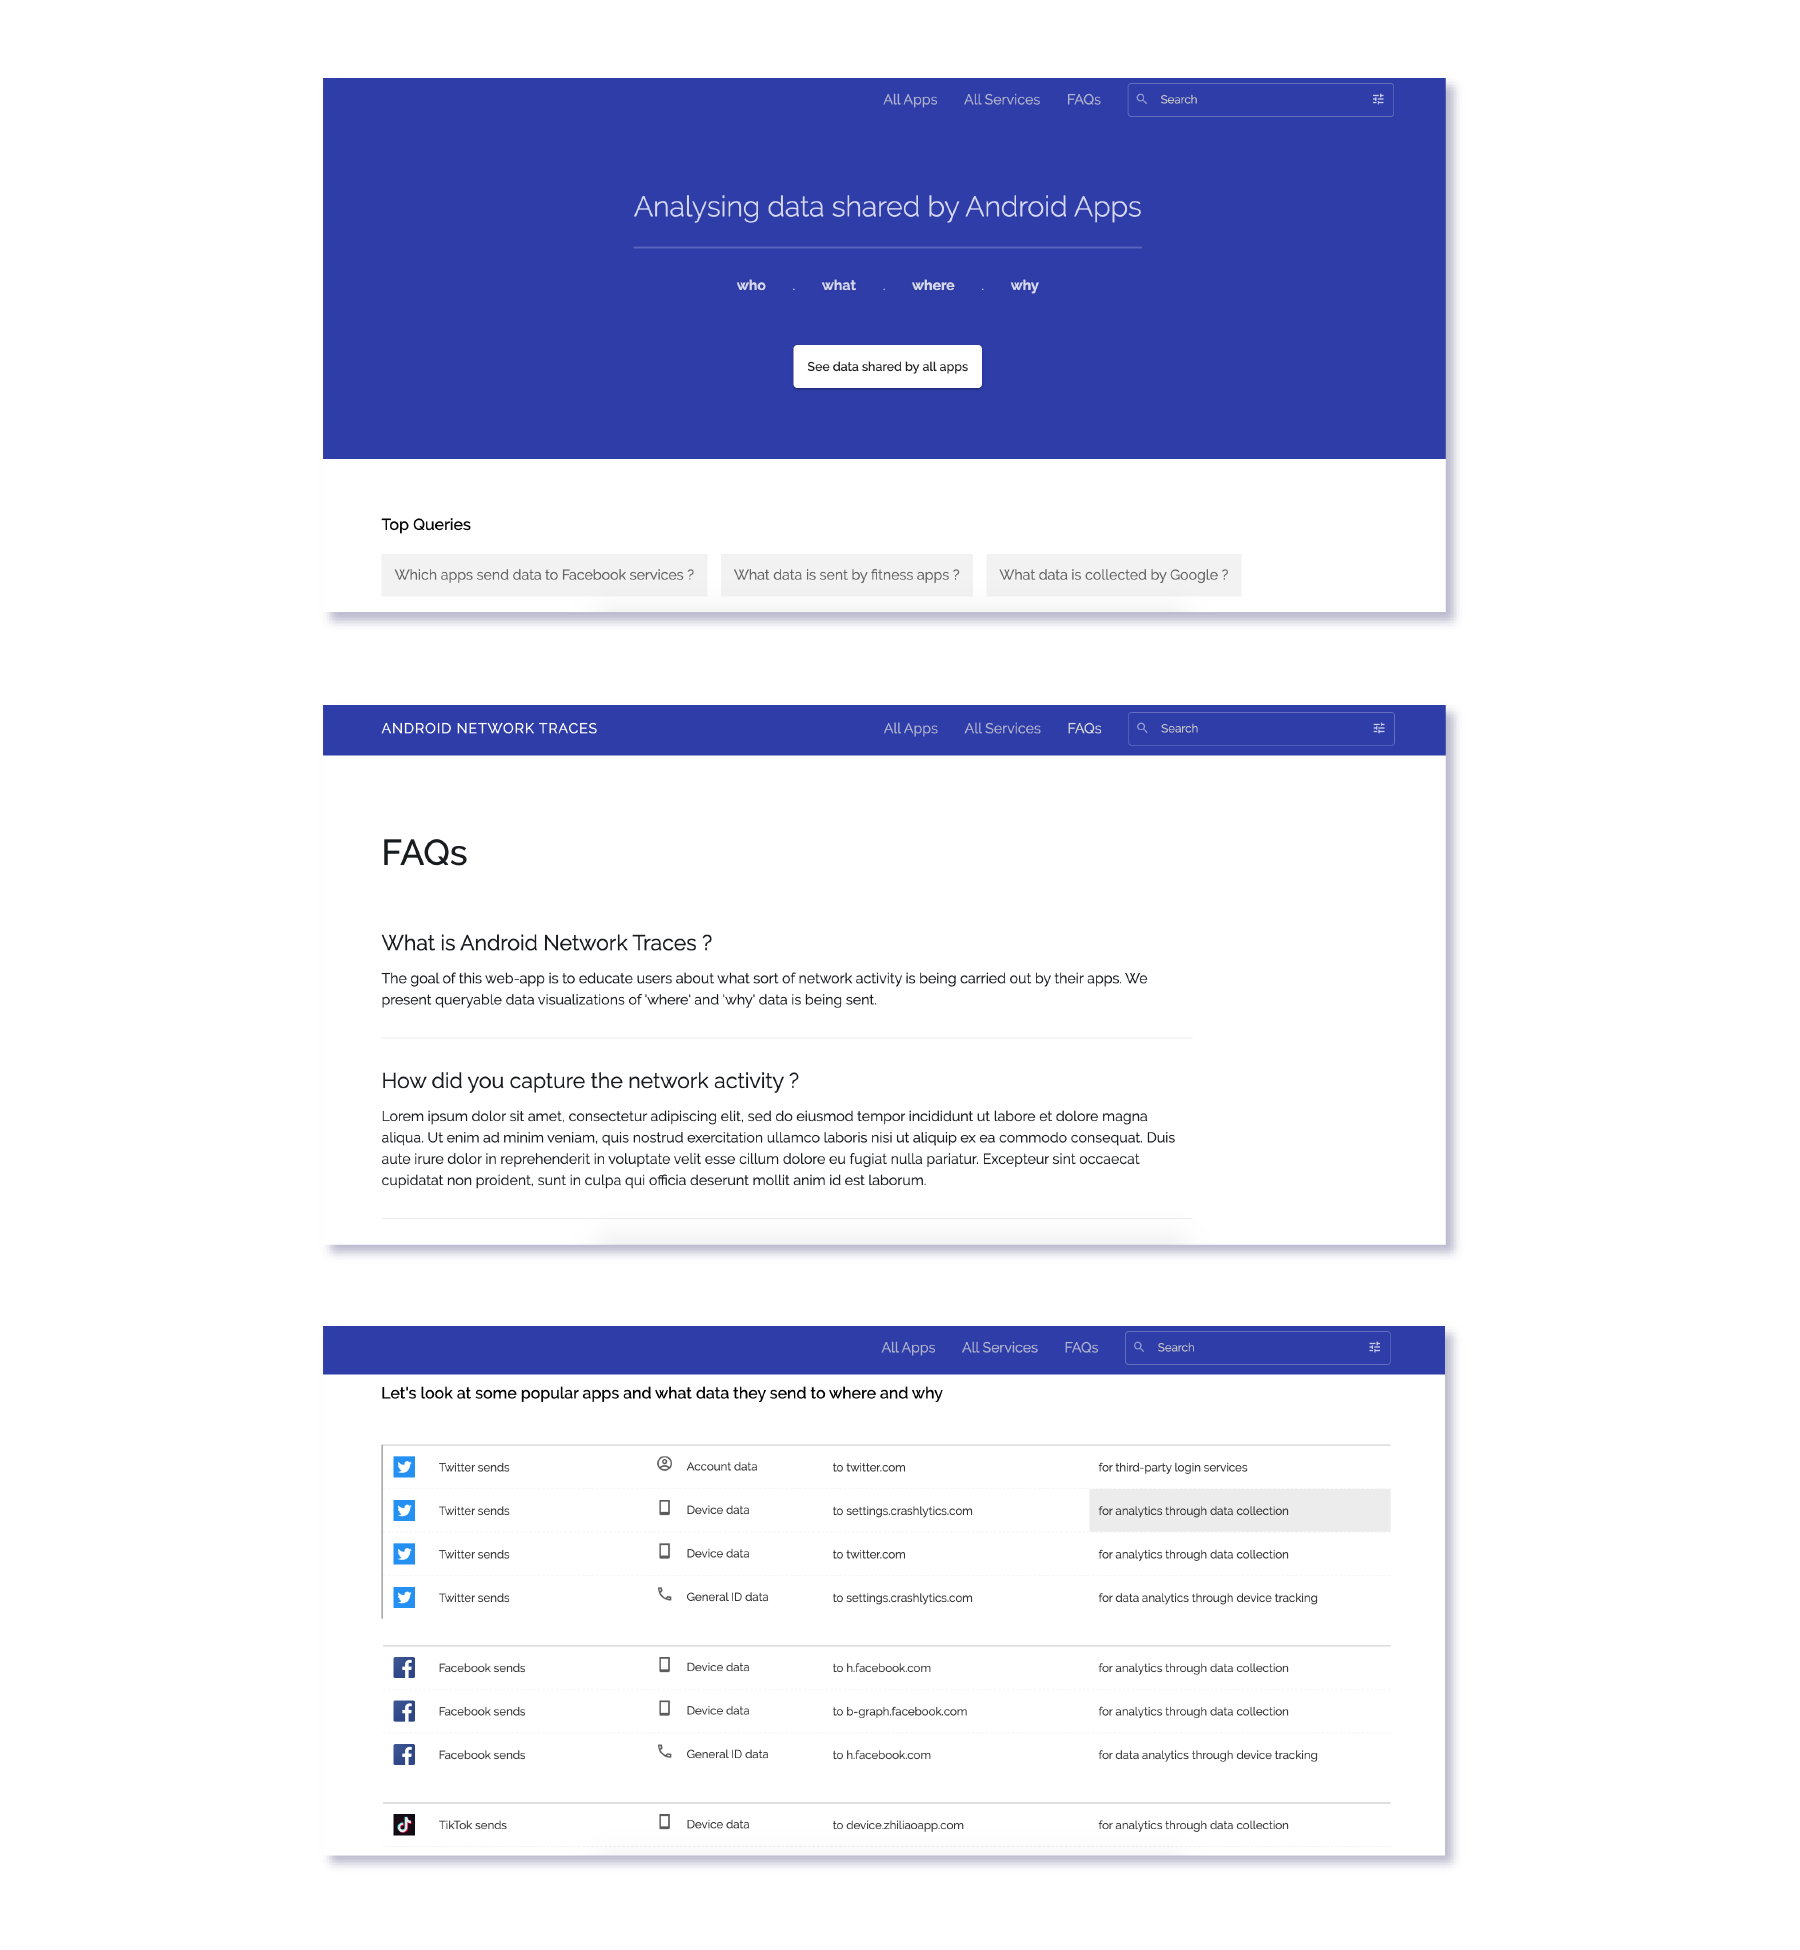 All Apps All Services FAQs Search
Analysing data shared by Android Apps
who . what . where . why
See data shared by all apps
Top Queries
Which apps send data to Facebook services ? What data is sent by fitness apps ? What data is collected by Google ?
ANDROID NETWORK TRACES All Apps All Services FAQs Search
FAQs
What is Android Network Traces ?
The goal of this web-app is to educate users about what sort of network activity is being carried out by their apps. We
present queryable data visualizations of 'where' and 'why' data is being sent.
How did you capture the network activity ?
Lorem ipsum dolor sit amet, consectetur adipiscing elit, sed do eiusmod tempor incididunt ut labore et dolore magna
aliqua. Ut enim ad minim veniam, quis nostrud exercitation ullamco laboris nisi ut aliquip ex ea commodo consequat. Duis
aute irure dolor in reprehenderit in voluptate velit esse cillum dolore eu fugiat nulla pariatur. Excepteur sint occaecat
cupidatat non proident, sunt in culpa qui officia deserunt mollit anim id est laborum.
All Apps All Services FAQs Search
Let's look at some popular apps and what data they send to where and why
Twitter sends Account data to twitter.com for third-party login services
Twitter sends Device data to settings.crashlytics.com for analytics through data collection
Twitter sends Device data to twitter.com for analytics through data collection
Twitter sends General ID data to settings.crashlytics.com for data analytics through device tracking
Facebook sends Device data to h.facebook.com for analytics through data collection
Facebook sends Device data to b-graph.facebook.com for analytics through data collection
Facebook sends General ID data to h.facebook.com for data analytics through device tracking
TikTok sends Device data to device.zhiliaoapp.com for analytics through data collection